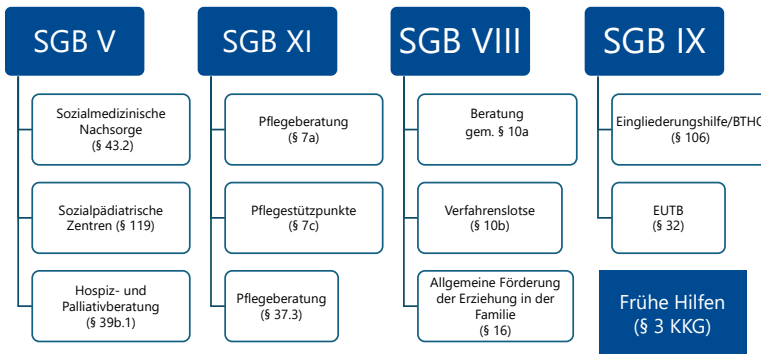 SGB V
Sozialmedizinische
Nachsorge
(§ 43.2)
Sozialpädiatrische
Zentren (§ 119)
Hospiz- und
Palliativberatung
(§ 39b.1)
SGB XI
Pflegeberatung
(§ 7a)
Pflegestützpunkte
(§ 7c)
Pflegeberatung
(§ 37.3)
SGB VIII
Beratung
gem. § 10a
Verfahrenslotse
(§ 10b)
Allgemeine Förderung
der Erziehung in der
Familie
(§ 16)
SGB IX
Eingliederungshilfe/BTHG
(§ 106)
EUTB
(§ 32)
Frühe Hilfen
(§ 3 KKG)